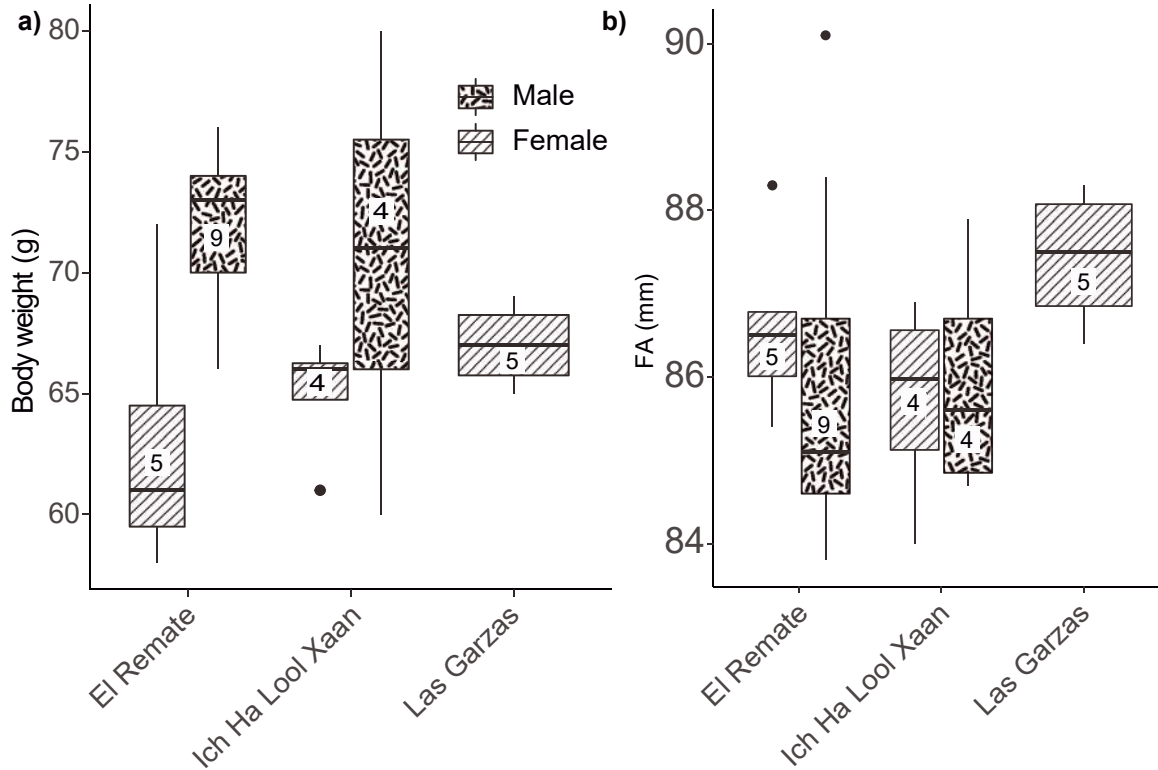 a)
Body weight (g)
80
75
70
65
60
Male
Female
5
9
4
4
5
El Remate
Ich Ha Lool Xaan
Las Garzas
b)
FA (mm)
90
88
86
84
5
9
4
4
5
El Remate
Ich Ha Lool Xaan
Las Garzas